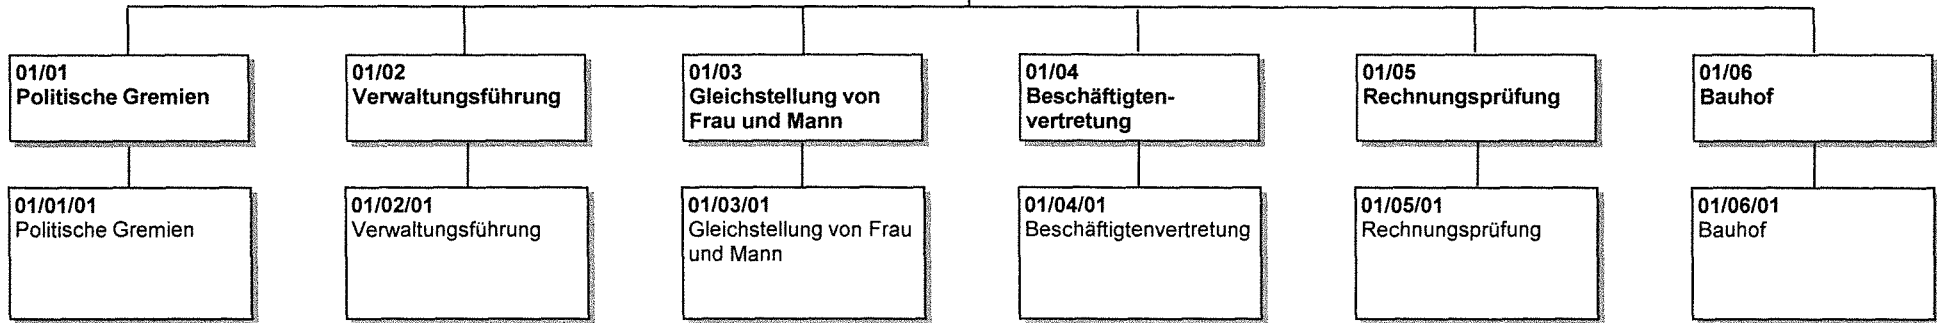 01/01
Politische Gremien
01/02
Verwaltungsführung
01/03
Gleichstellung von
Frau und Mann
01/04
Beschäftigten-
vertretung
01/05
Rechnungsprüfung
01/06
Bauhof
01/01/01
Politische Gremien
01/02/01
Verwaltungsführung
01/03/01
Gleichstellung von Frau
und Mann
01/04/01
Beschäftigtenvertretung
01/05/01
Rechnungsprüfung
01/06/01
Bauhof